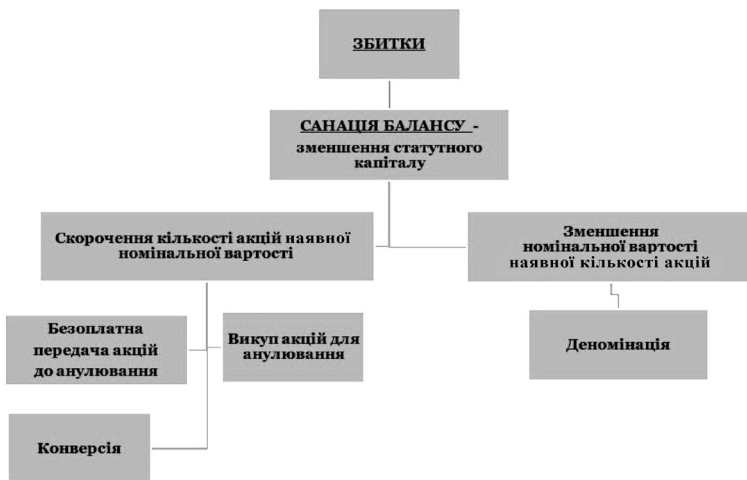 ЗБИТКИ
САНАЦІЯ БАЛАНСУ -
зменшення статутного
капіталу
Скорочення кількості акцій наявної
номінальної вартості
Зменшення
номінальної вартості
наявної кількості акцій
Безоплатна
передача акцій
до анулювання
Викуп акцій для
анулювання
Деномінація
Конверсія